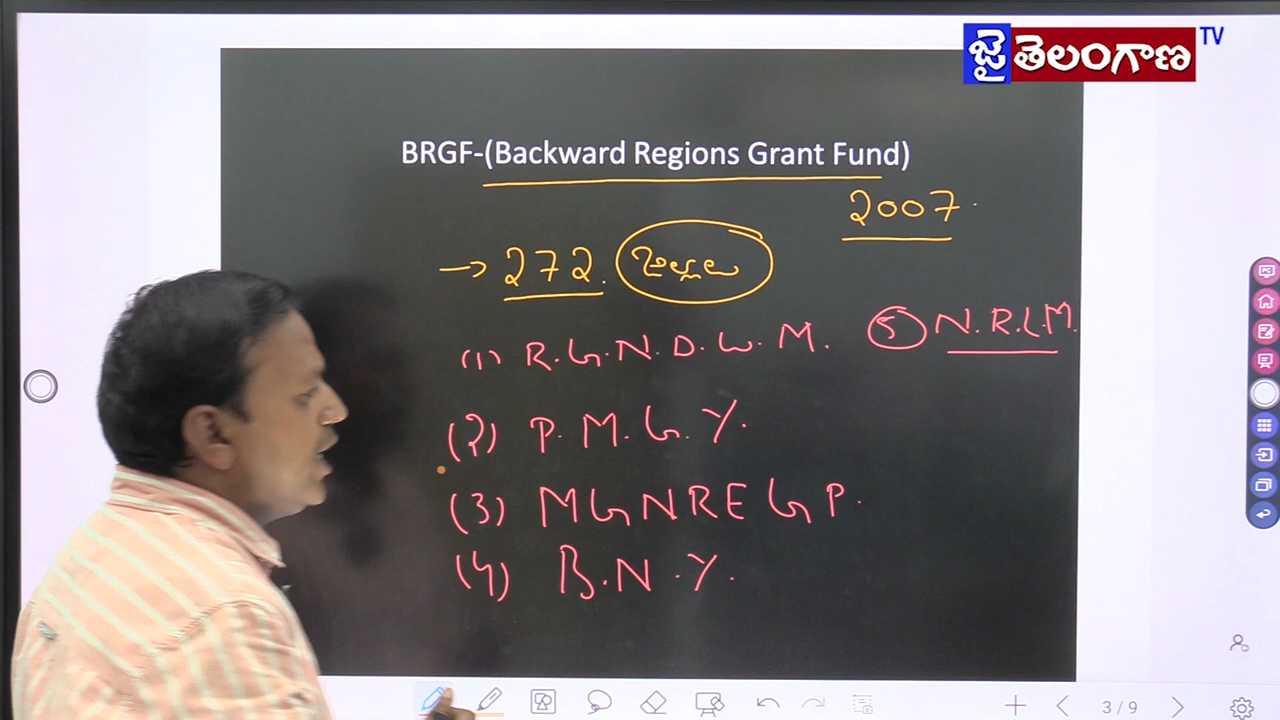 జై తెలంగాణ TV
BRGF-(Backward Regions Grant Fund)
2007.
→ 272. జిల్లాలు
(1) R.G.N.D.W.M.
(5) N.R.L.M.
(2) P.M.G.Y.
(3) MGNREGP.
(4) B.N.Y.
3/9